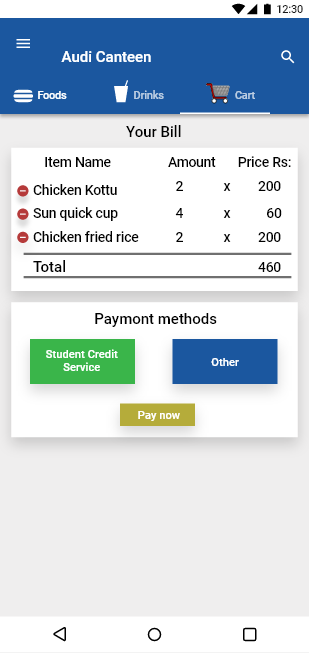 12:30
Audi Canteen
Foods Drinks Cart
Your Bill
Item Name Amount Price Rs:
Chicken Kottu 2 x 200
Sun quick cup 4 x 60
Chicken fried rice 2 x 200
Total 460
Paymont methods
Student Credit
Service
Other
Pay now